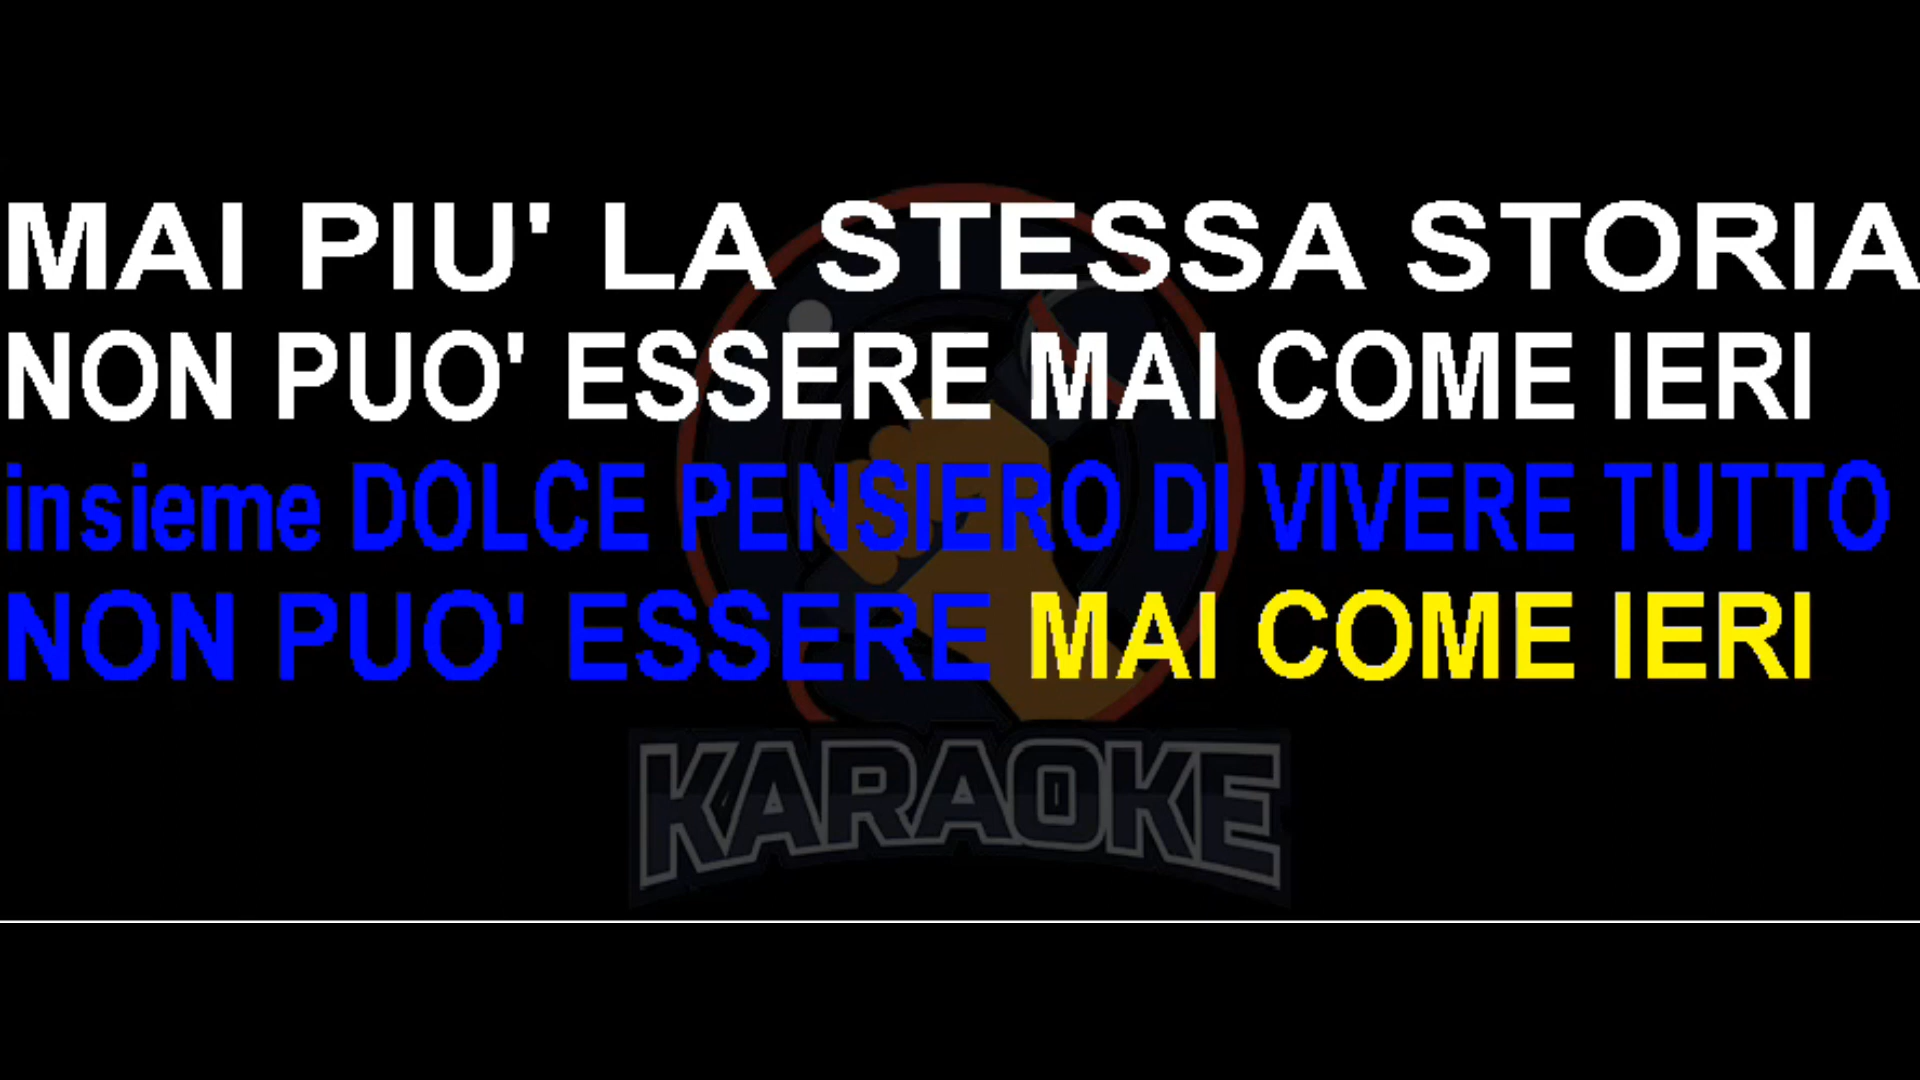 MAI PIU' LA STESSA STORIA
NON PUO' ESSERE MAI COME IERI
insieme DOLCE PENSIERO DI VIVERE TUTTO
NON PUO' ESSERE MAI COME IERI
KARAOKE